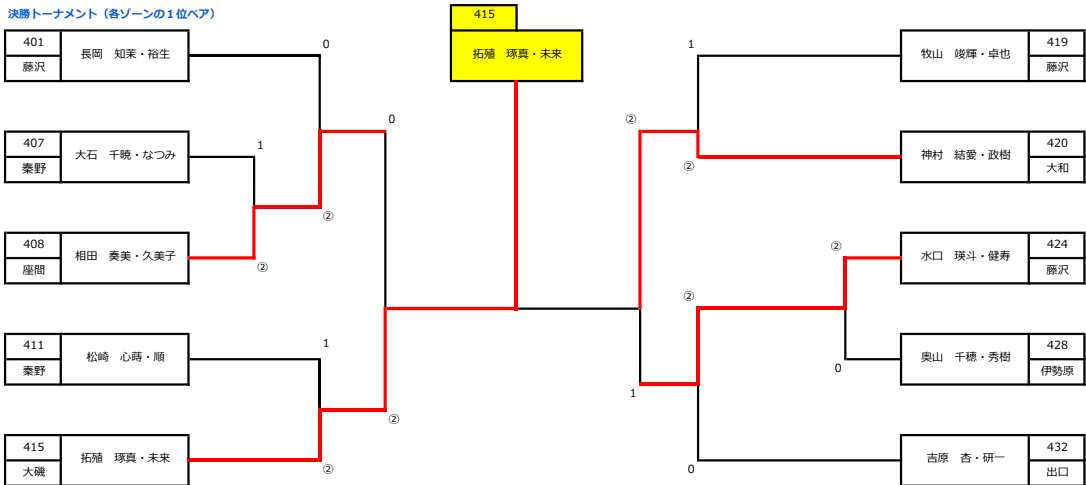 決勝トーナメント（各ゾーンの１位ペア）
415
拓殖　琢真・未来
401
藤沢
長岡　知茉・裕生
0
407
秦野
大石　千暁・なつみ
1
0
②
408
座間
相田　奏美・久美子
②
411
秦野
松崎　心蒔・順
1
②
415
大磯
拓殖　琢真・未来
②
1
牧山　竣輝・卓也
419
藤沢
②
②
神村　結愛・政樹
420
大和
②
水口　瑛斗・健寿
424
藤沢
②
0
奥山　千穂・秀樹
428
伊勢原
1
0
吉原　杏・研一
432
出口